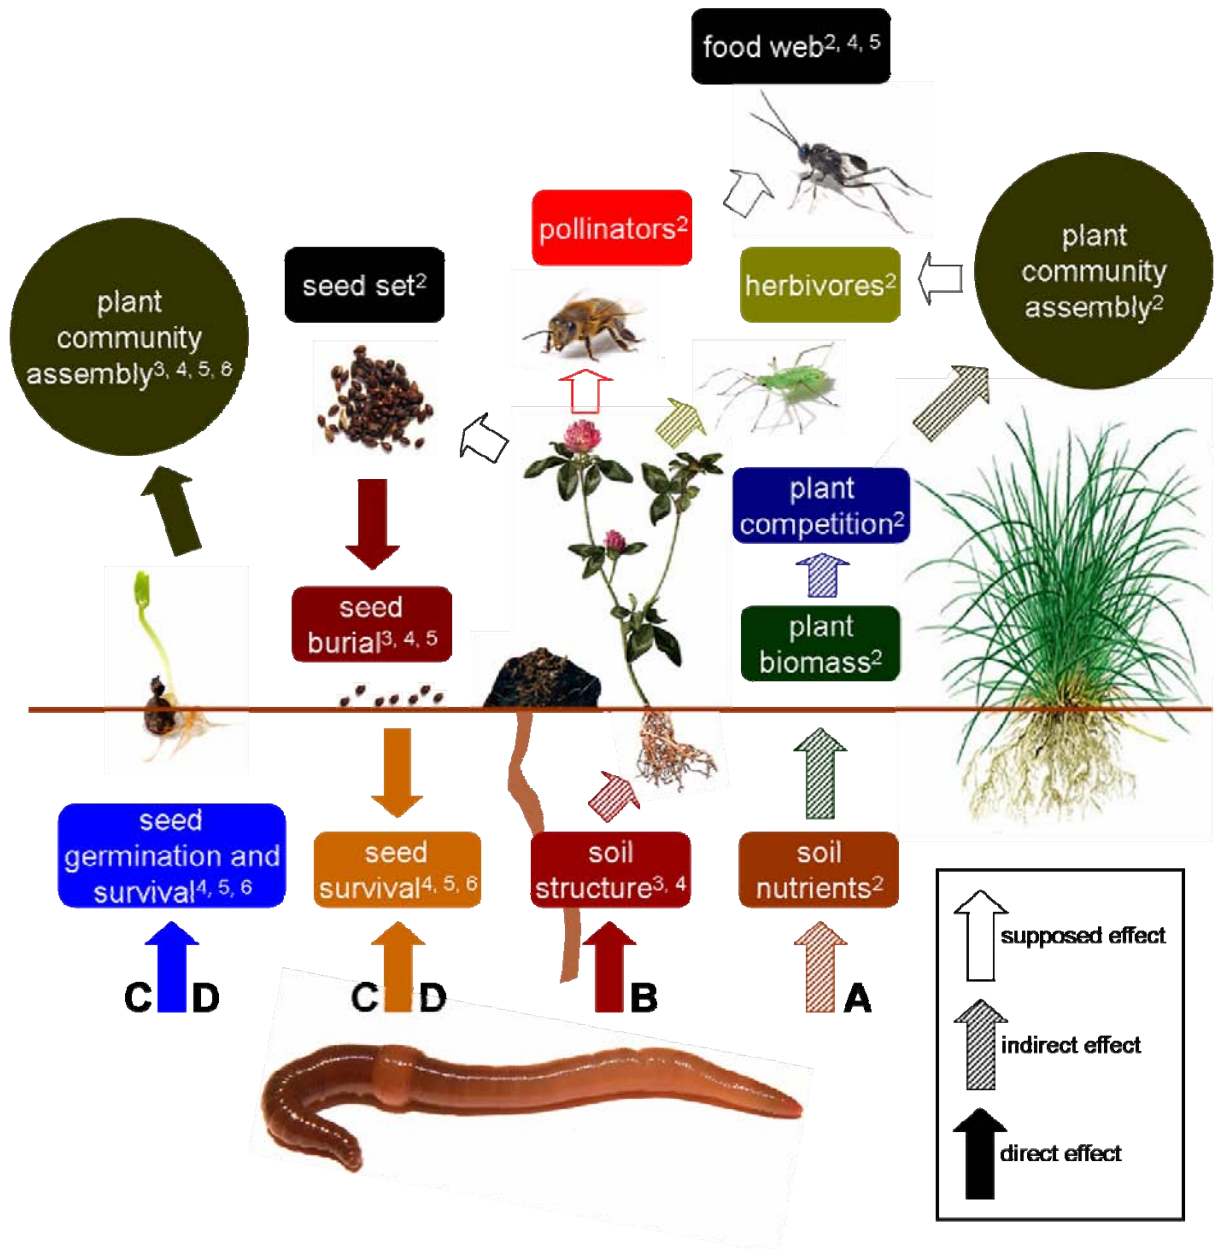 food web2, 4, 5
pollinators2
plant
community
assembly2
seed set2
herbivores2
plant
community
assembly3, 4, 5, 6
plant
competition2
seed
burial3, 4, 5
plant
biomass2
seed
germination and
survival4, 5, 6
seed
survival4, 5, 6
soil
structure3, 4
soil
nutrients2
C D
C D
B
A
supposed effect
indirect effect
direct effect